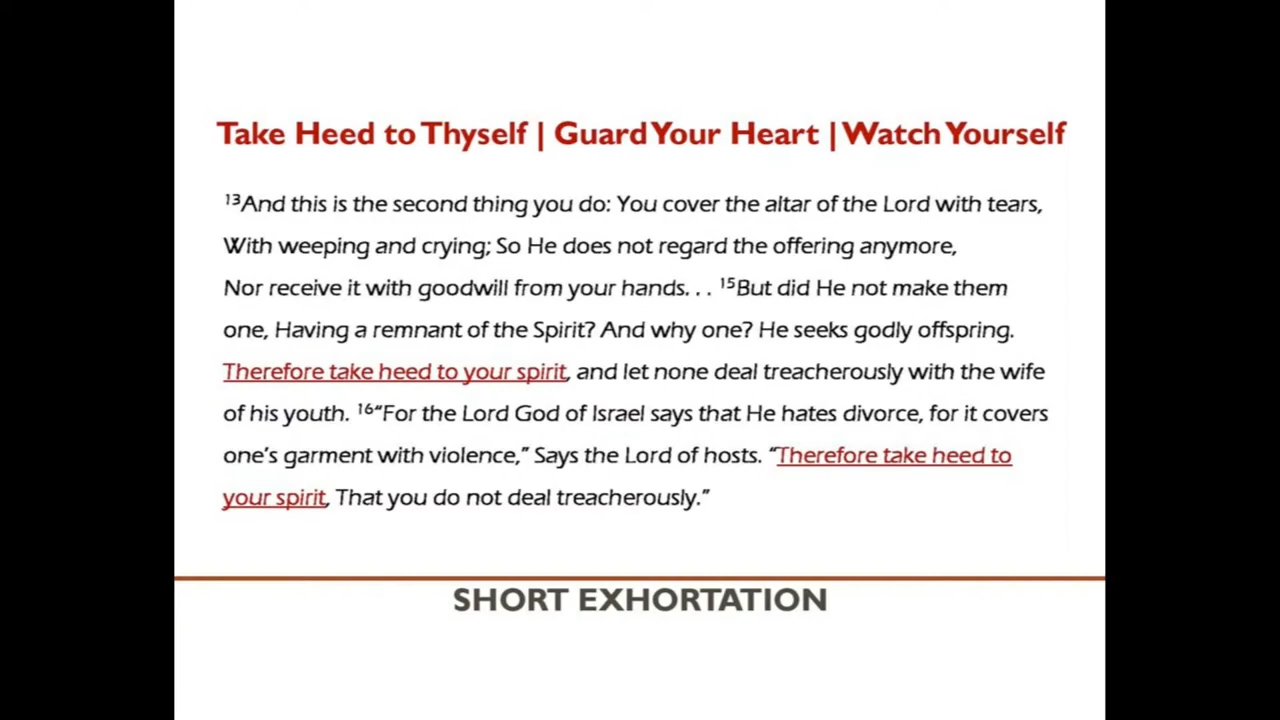 Take Heed to Thyself | Guard Your Heart | Watch Yourself
¹³And this is the second thing you do: You cover the altar of the Lord with tears,
With weeping and crying; So He does not regard the offering anymore,
Nor receive it with goodwill from your hands. . . ¹⁵But did He not make them
one, Having a remnant of the Spirit? And why one? He seeks godly offspring.
Therefore take heed to your spirit, and let none deal treacherously with the wife
of his youth. ¹⁶“For the Lord God of Israel says that He hates divorce, for it covers
one’s garment with violence,” Says the Lord of hosts. “Therefore take heed to
your spirit, That you do not deal treacherously.”
SHORT EXHORTATION